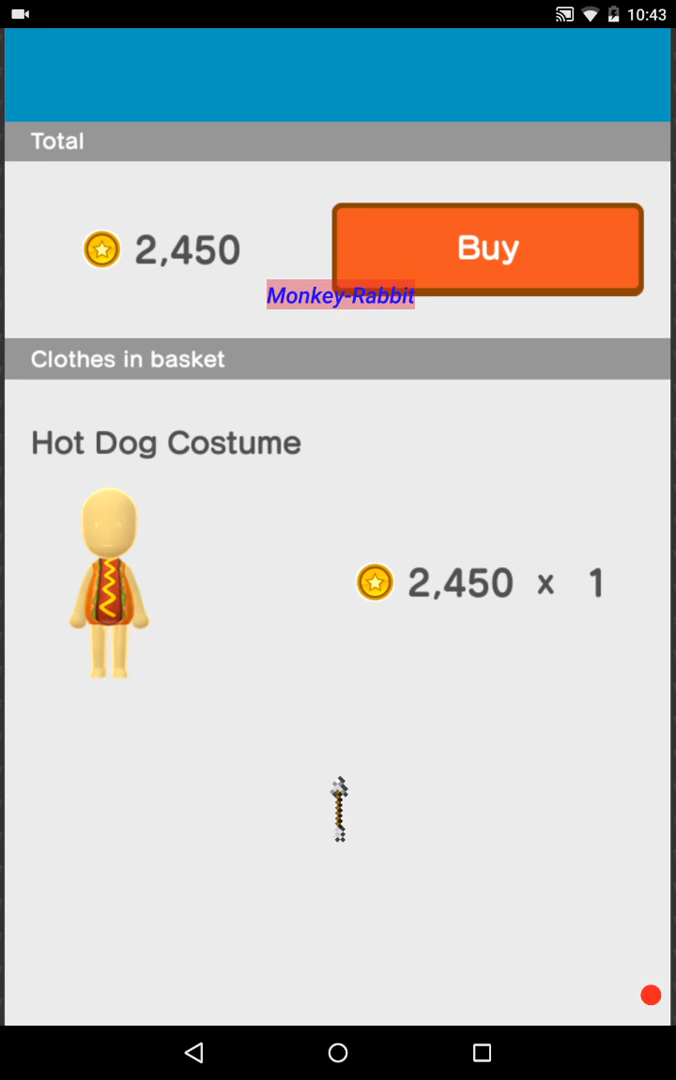 10:43
Total
2,450
Buy
Monkey-Rabbit
Clothes in basket
Hot Dog Costume
2,450 x 1